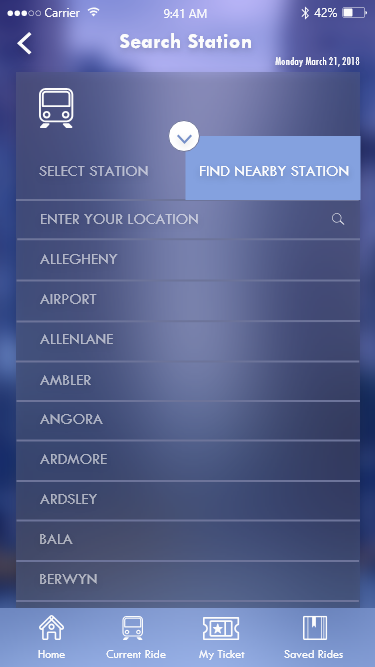 Carrier 9:41 AM 42%
Search Station
Monday March 21, 2018
SELECT STATION FIND NEARBY STATION
ENTER YOUR LOCATION
ALLEGHENY
AIRPORT
ALLENLANE
AMBLER
ANGORA
ARDMORE
ARDSLEY
BALA
BERWYN
Home Current Ride My Ticket Saved Rides